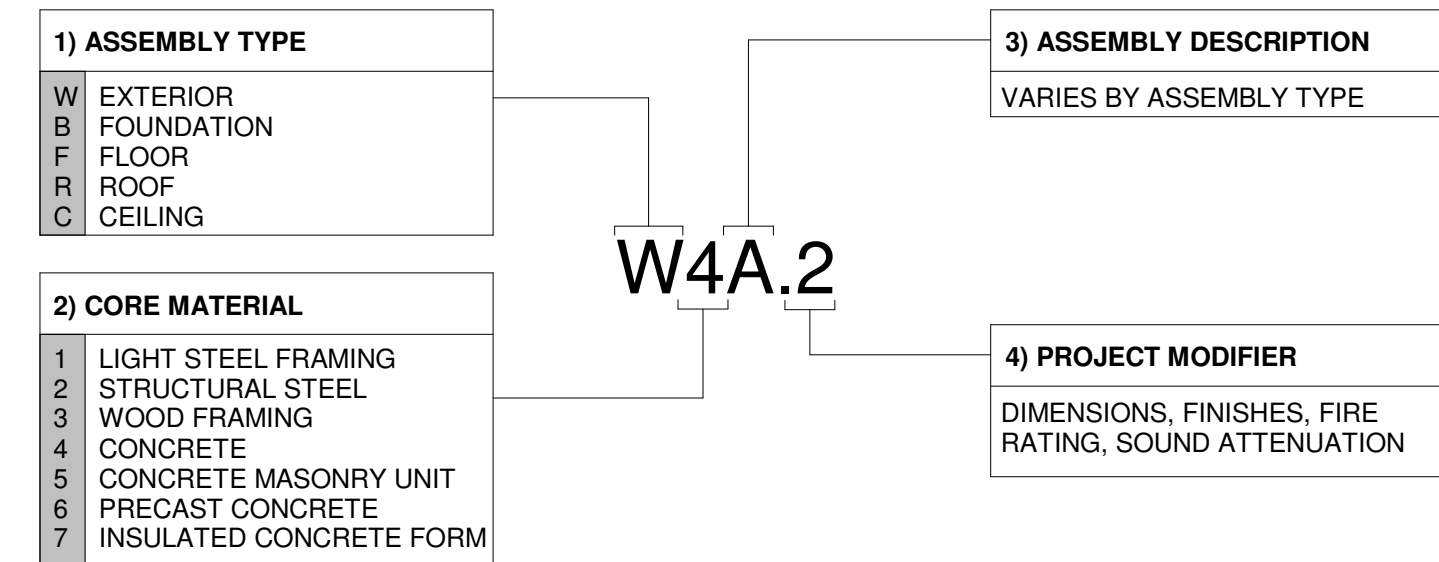 1) ASSEMBLY TYPE
W EXTERIOR
B FOUNDATION
F FLOOR
R ROOF
C CEILING
2) CORE MATERIAL
1 LIGHT STEEL FRAMING
2 STRUCTURAL STEEL
3 WOOD FRAMING
4 CONCRETE
5 CONCRETE MASONRY UNIT
6 PRECAST CONCRETE
7 INSULATED CONCRETE FORM
W4A.2
3) ASSEMBLY DESCRIPTION
VARIES BY ASSEMBLY TYPE
4) PROJECT MODIFIER
DIMENSIONS, FINISHES, FIRE
RATING, SOUND ATTENUATION